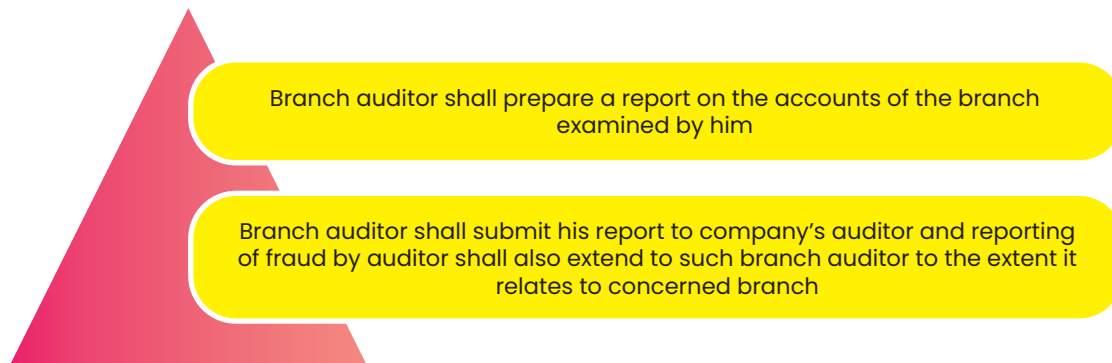 Branch auditor shall prepare a report on the accounts of the branch
examined by him
Branch auditor shall submit his report to company’s auditor and reporting
of fraud by auditor shall also extend to such branch auditor to the extent it
relates to concerned branch